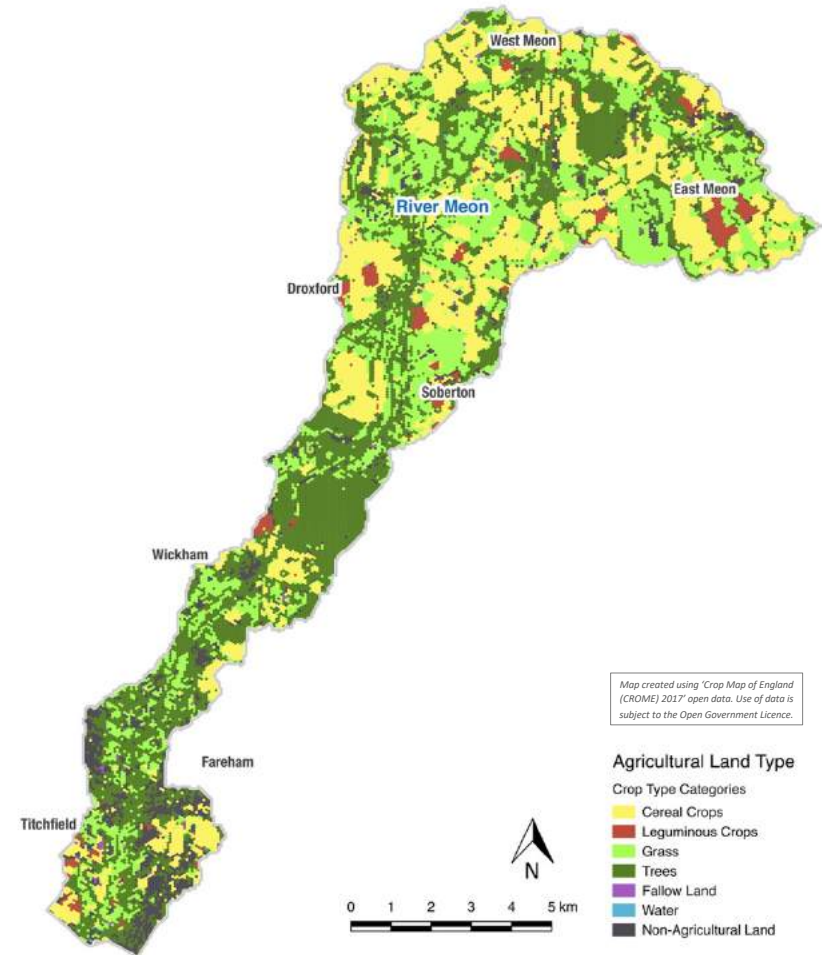 West Meon
East Meon
River Meon
Droxford
Soberton
Wickham
Fareham
Titchfield
Map created using 'Crop Map of England
(CROME) 2017' open data. Use of data is
subject to the Open Government Licence.
Agricultural Land Type
Crop Type Categories
Cereal Crops
Leguminous Crops
Grass
Trees
Fallow Land
Water
Non-Agricultural Land
N
0 1 2 3 4 5 km